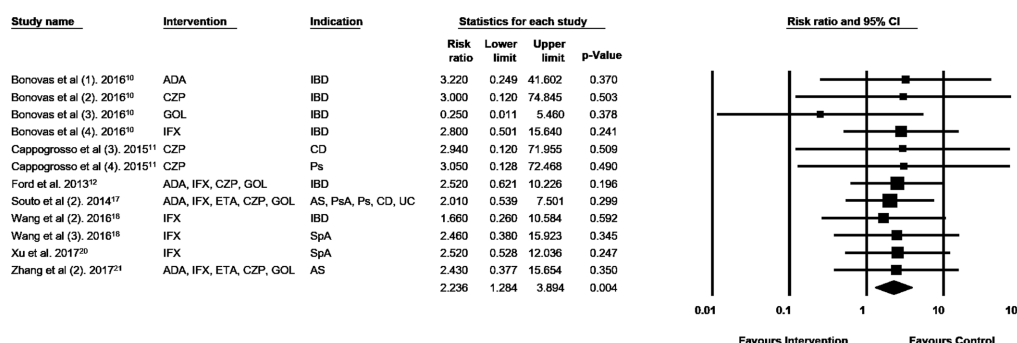 Study name Intervention Indication Statistics for each study Risk ratio and 95% CI
Risk ratio Lower limit Upper limit p-Value
Bonovas et al (1). 2016¹⁰ ADA IBD 3.220 0.249 41.602 0.370
Bonovas et al (2). 2016¹⁰ CZP IBD 3.000 0.120 74.845 0.503
Bonovas et al (3). 2016¹⁰ GOL IBD 0.250 0.011 5.460 0.378
Bonovas et al (4). 2016¹⁰ IFX IBD 2.800 0.501 15.640 0.241
Cappogrosso et al (3). 2015¹¹ CZP CD 2.940 0.120 71.955 0.509
Cappogrosso et al (4). 2015¹¹ CZP Ps 3.050 0.128 72.468 0.490
Ford et al. 2013¹² ADA, IFX, CZP, GOL IBD 2.520 0.621 10.226 0.196
Souto et al (2). 2014¹⁷ ADA, IFX, ETA, CZP, GOL AS, PsA, Ps, CD, UC 2.010 0.539 7.501 0.299
Wang et al (2). 2016¹⁸ IFX IBD 1.660 0.260 10.584 0.592
Wang et al (3). 2016¹⁸ IFX SpA 2.460 0.380 15.923 0.345
Xu et al. 2017²⁰ IFX SpA 2.520 0.528 12.036 0.247
Zhang et al (2). 2017²¹ ADA, IFX, ETA, CZP, GOL AS 2.430 0.377 15.654 0.350
2.236 1.284 3.894 0.004
0.01 0.1 1 10 100
Favours Intervention Favours Control